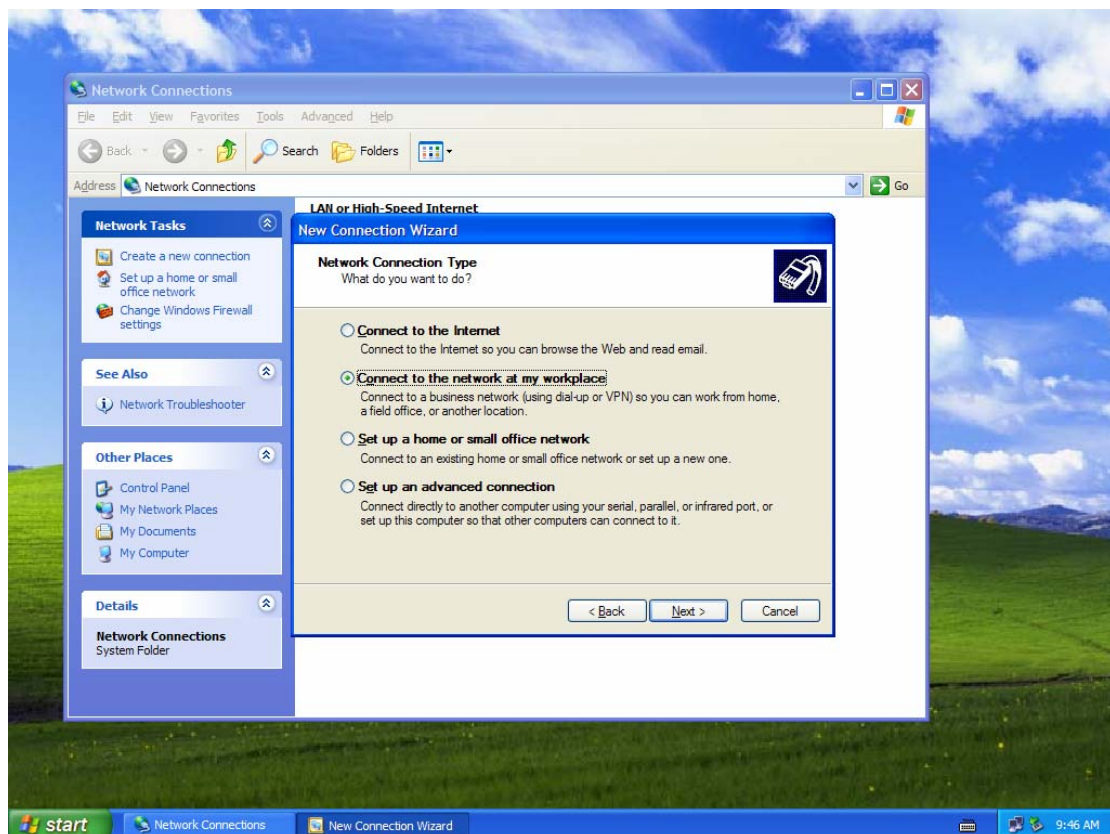 Network Connections
File Edit View Favorites Tools Advanced Help
Back Search Folders
Address Network Connections Go
Network Tasks
Create a new connection
Set up a home or small
office network
Change Windows Firewall
settings
See Also
Network Troubleshooter
Other Places
Control Panel
My Network Places
My Documents
My Computer
Details
Network Connections
System Folder
LAN or High-Speed Internet
New Connection Wizard
Network Connection Type
What do you want to do?
Connect to the Internet
Connect to the Internet so you can browse the Web and read email.
Connect to the network at my workplace
Connect to a business network (using dial-up or VPN) so you can work from home,
a field office, or another location.
Set up a home or small office network
Connect to an existing home or small office network or set up a new one.
Set up an advanced connection
Connect directly to another computer using your serial, parallel, or infrared port, or
set up this computer so that other computers can connect to it.
< Back Next > Cancel
start Network Connections New Connection Wizard 9:46 AM